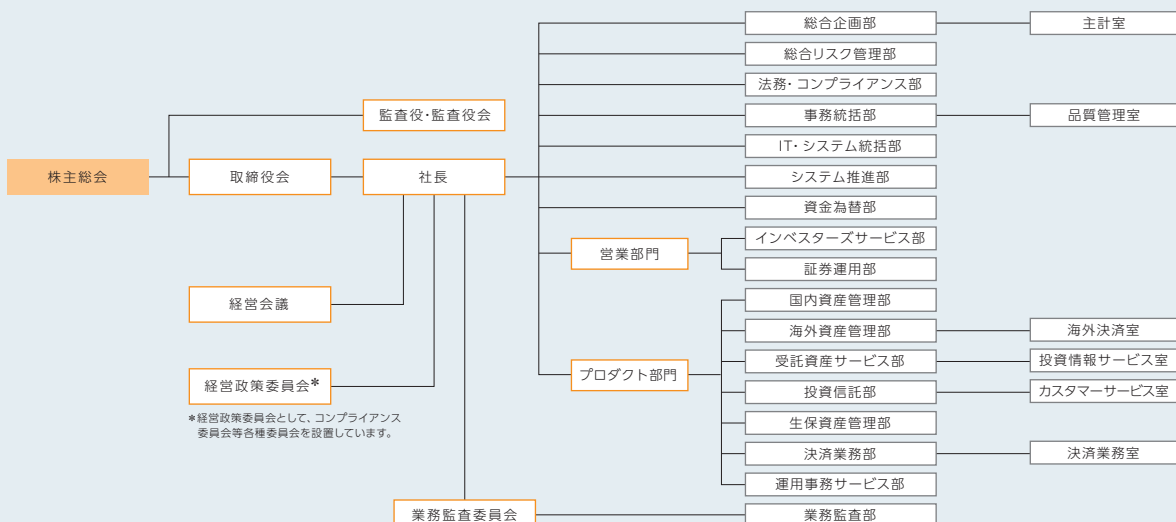 総合企画部
主計室
総合リスク管理部
法務・コンプライアンス部
監査役・監査役会
事務統括部
品質管理室
IT・システム統括部
株主総会
取締役会
社長
システム推進部
資金為替部
営業部門
インベスターズサービス部
証券運用部
経営会議
国内資産管理部
海外資産管理部
海外決済室
プロダクト部門
受託資産サービス部
投資情報サービス室
経営政策委員会*
投資信託部
カスタマーサービス室
*経営政策委員会として、コンプライアンス
委員会等各種委員会を設置しています。
生保資産管理部
決済業務部
決済業務室
運用事務サービス部
業務監査委員会
業務監査部